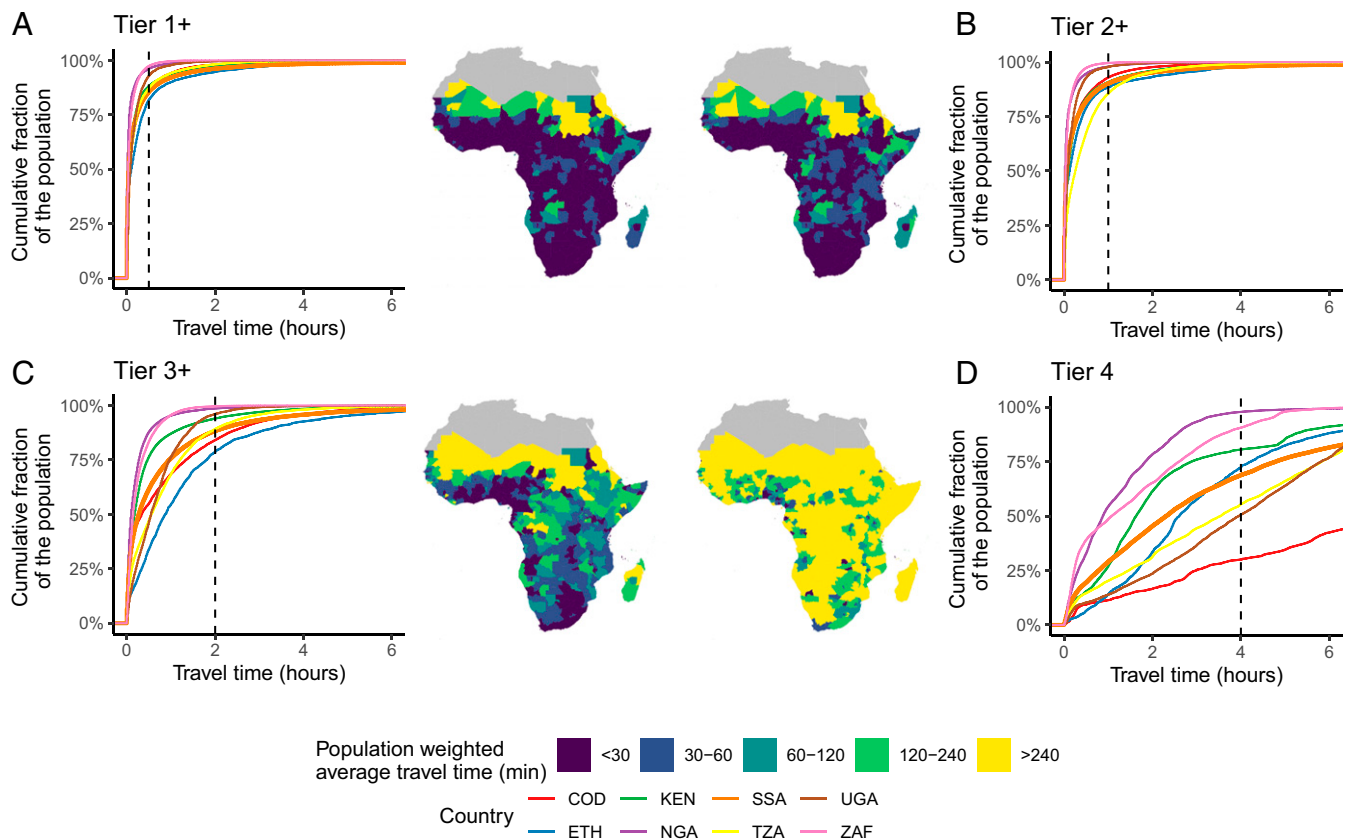 A
Tier 1+
Cumulative fraction
of the population
100%
75%
50%
25%
0%
0
2
4
6
Travel time (hours)
B
Tier 2+
Cumulative fraction
of the population
100%
75%
50%
25%
0%
0
2
4
6
Travel time (hours)
C
Tier 3+
Cumulative fraction
of the population
100%
75%
50%
25%
0%
0
2
4
6
Travel time (hours)
D
Tier 4
Cumulative fraction
of the population
100%
75%
50%
25%
0%
0
2
4
6
Travel time (hours)
Population weighted
average travel time (min)
<30
30−60
60−120
120−240
>240
Country
COD
KEN
SSA
UGA
ETH
NGA
TZA
ZAF